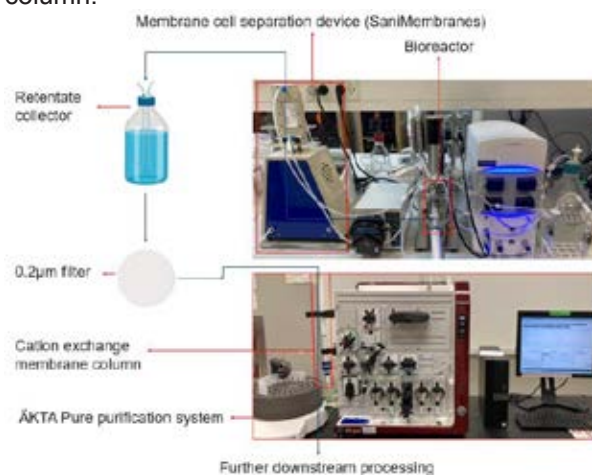 column.
Membrane cell separation device (SaniMembranes)
Bioreactor
Retentate
collector
0.2µm filter
Cation exchange
membrane column
ÄKTA Pure purification system
Further downstream processing